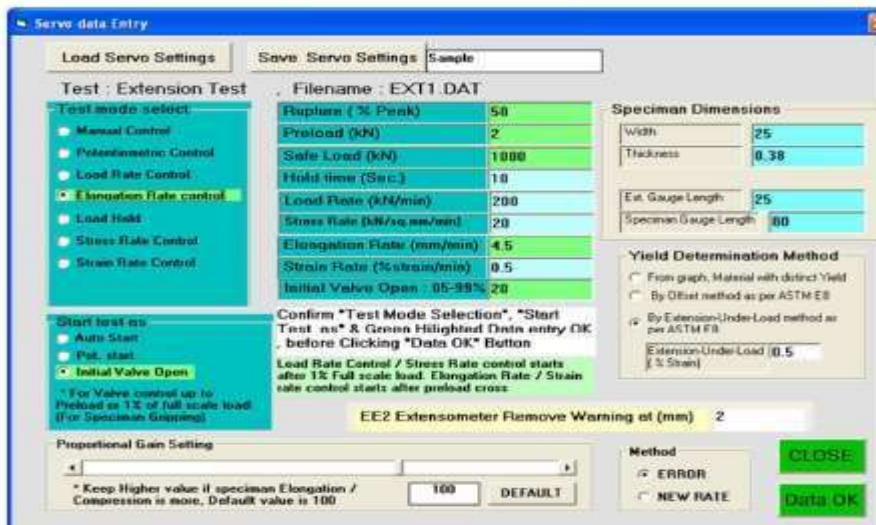 Servo data Entry
Load Servo Settings
Save Servo Settings
Sample
Test : Extension Test , Filename : EXT1.DAT
Test mode select
Manual Control
Potentiometric Control
Load Rate Control
Elongation Rate control
Load Hold
Stress Rate Control
Strain Rate Control
Rupture ( % Peak) 50
Preload (kN) 2
Safe Load (kN) 1000
Hold time (Sec.) 10
Load Rate (kN/min) 200
Stress Rate (kN/sq.mm/min) 20
Elongation Rate (mm/min) 4.5
Strain Rate (%strain/min) 0.5
Initial Valve Open : 05-99% 20
Speciman Dimensions
Width 25
Thickness 0.38
Ext. Gauge Length 25
Speciman Gauge Length 80
Yield Determination Method
From graph, Material with distinct Yield
By Offset method as per ASTM E8
By Extension-Under-Load method as
per ASTM E8
Extension-Under-Load 0.5
( % Strain)
Start test as
Auto Start
Pot. start
Initial Valve Open
* For Valve control up to
Preload or 1% of full scale load.
(For Speciman Gripping)
Confirm "Test Mode Selection", "Start
Test as" & Green Hilighted Data entry OK
, before Clicking "Data OK" Button
Load Rate Control / Stress Rate control starts
after 1% Full scale load. Elongation Rate / Strain
rate control starts after preload cross
EE2 Extensometer Remove Warning at (mm) 2
Proportional Gain Setting
* Keep Higher value if speciman Elongation /
Compression is more, Default value is 100
100
DEFAULT
Method
ERROR
NEW RATE
CLOSE
Data OK